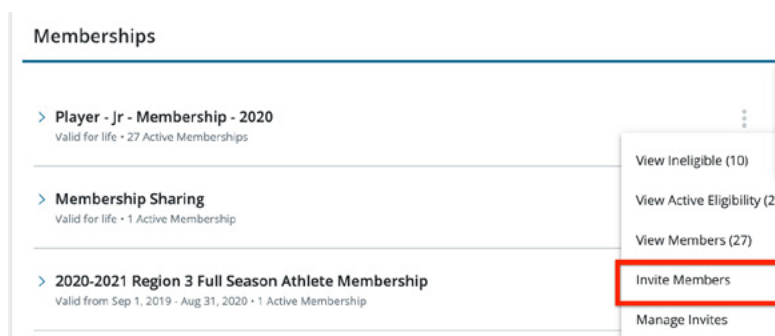 Memberships
Player - Jr - Membership - 2020
Valid for life • 27 Active Memberships
View Ineligible (10)
Membership Sharing
Valid for life • 1 Active Membership
View Active Eligibility (2
View Members (27)
2020-2021 Region 3 Full Season Athlete Membership
Valid from Sep 1, 2019 - Aug 31, 2020 • 1 Active Membership
Invite Members
Manage Invites